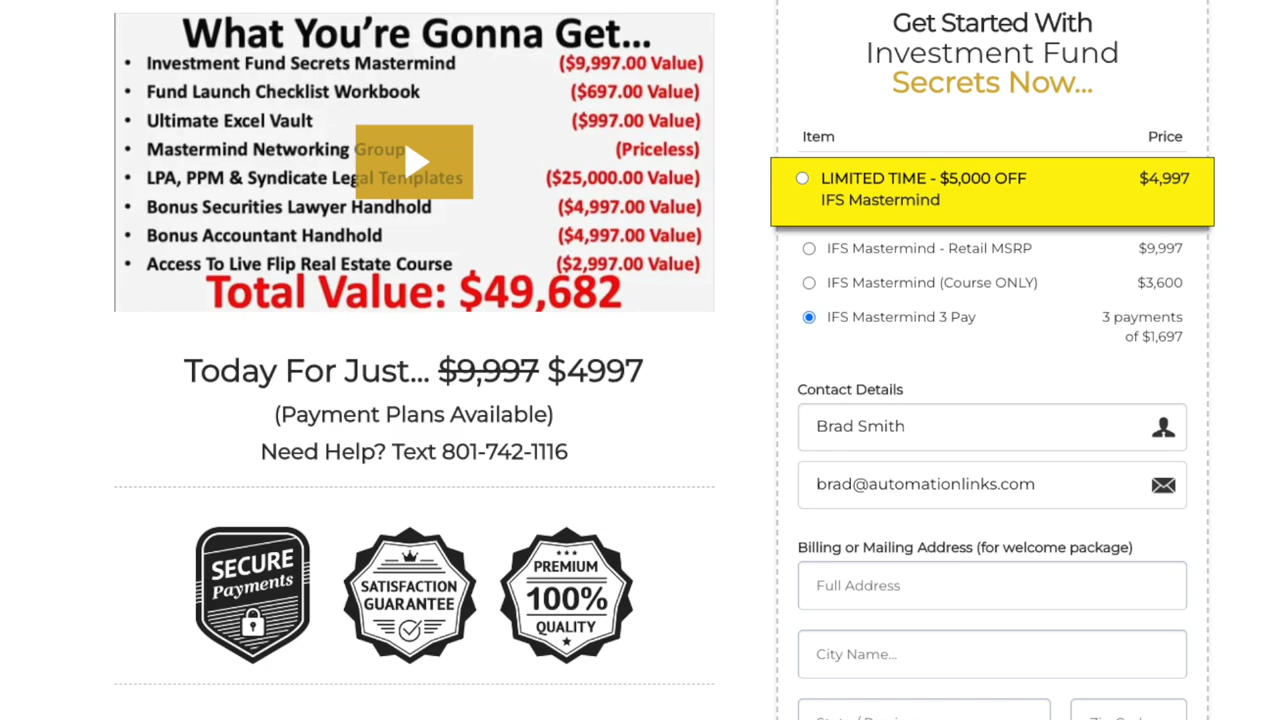 What You're Gonna Get...
• Investment Fund Secrets Mastermind ($9,997.00 Value)
• Fund Launch Checklist Workbook ($697.00 Value)
• Ultimate Excel Vault ($997.00 Value)
• Mastermind Networking Group (Priceless)
• LPA, PPM & Syndicate Legal Templates ($25,000.00 Value)
• Bonus Securities Lawyer Handhold ($4,997.00 Value)
• Bonus Accountant Handhold ($4,997.00 Value)
• Access To Live Flip Real Estate Course ($2,997.00 Value)
Total Value: $49,682
Today For Just... $9,997 $4997
(Payment Plans Available)
Need Help? Text 801-742-1116
SECURE
Payments
SATISFACTION
GUARANTEE
PREMIUM
100%
QUALITY
Get Started With
Investment Fund
Secrets Now...
Item Price
LIMITED TIME - $5,000 OFF $4,997
IFS Mastermind
IFS Mastermind - Retail MSRP $9,997
IFS Mastermind (Course ONLY) $3,600
IFS Mastermind 3 Pay 3 payments
of $1,697
Contact Details
Brad Smith
brad@automationlinks.com
Billing or Mailing Address (for welcome package)
Full Address
City Name...